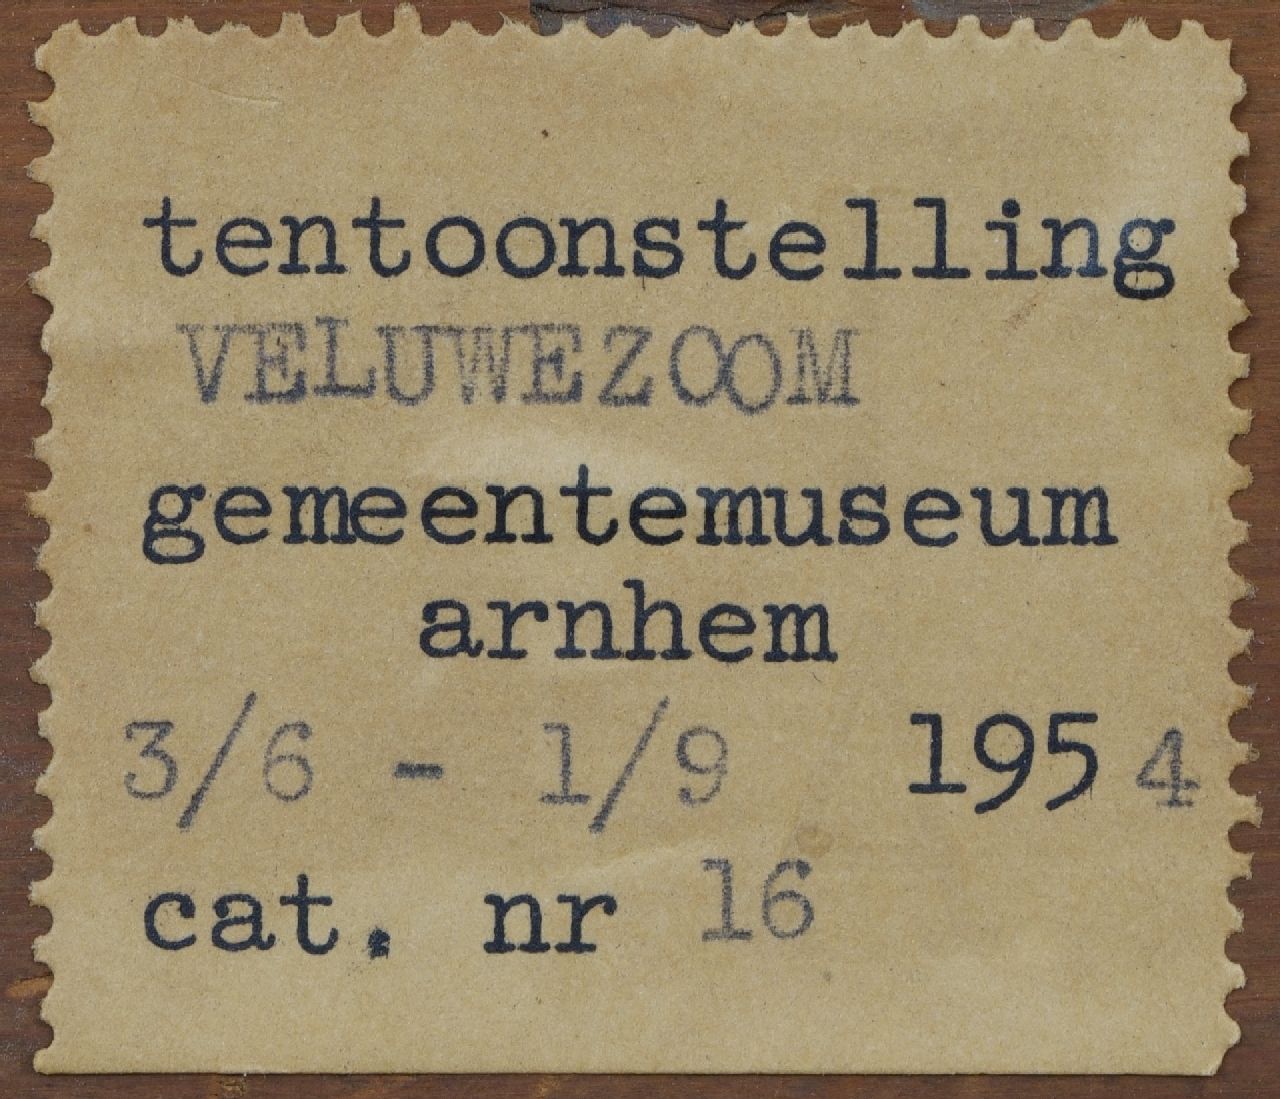 tentoonstelling
VELUWEZOOM
gemeentemuseum
arnhem
3/6 - 1/9 1954
cat. nr 16